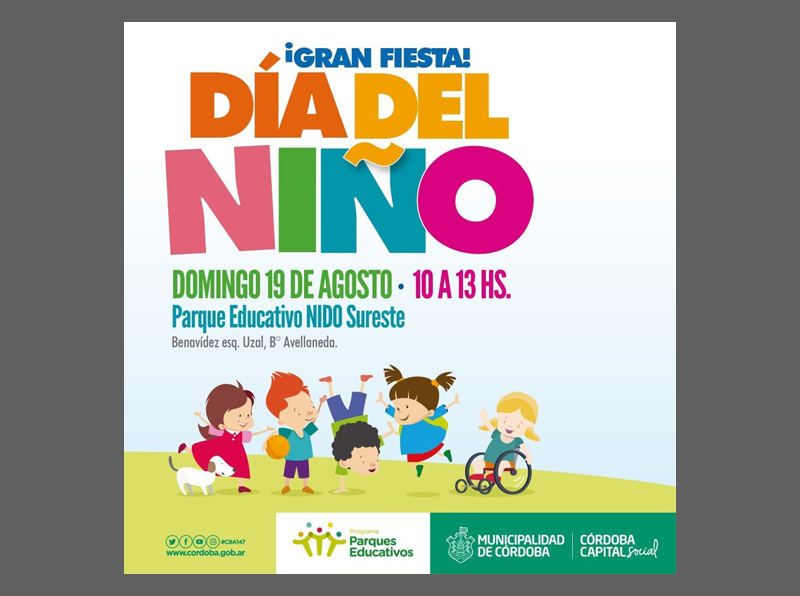 ¡GRAN FIESTA!
DÍA DEL
NIÑO
DOMINGO 19 DE AGOSTO · 10 A 13 HS.
Parque Educativo NIDO Sureste
Benavídez esq. Uzal, B° Avellaneda.
#CBA147
www.cordoba.gob.ar
Programa
Parques
Educativos
MUNICIPALIDAD
DE CÓRDOBA
CÓRDOBA
CAPITAL social